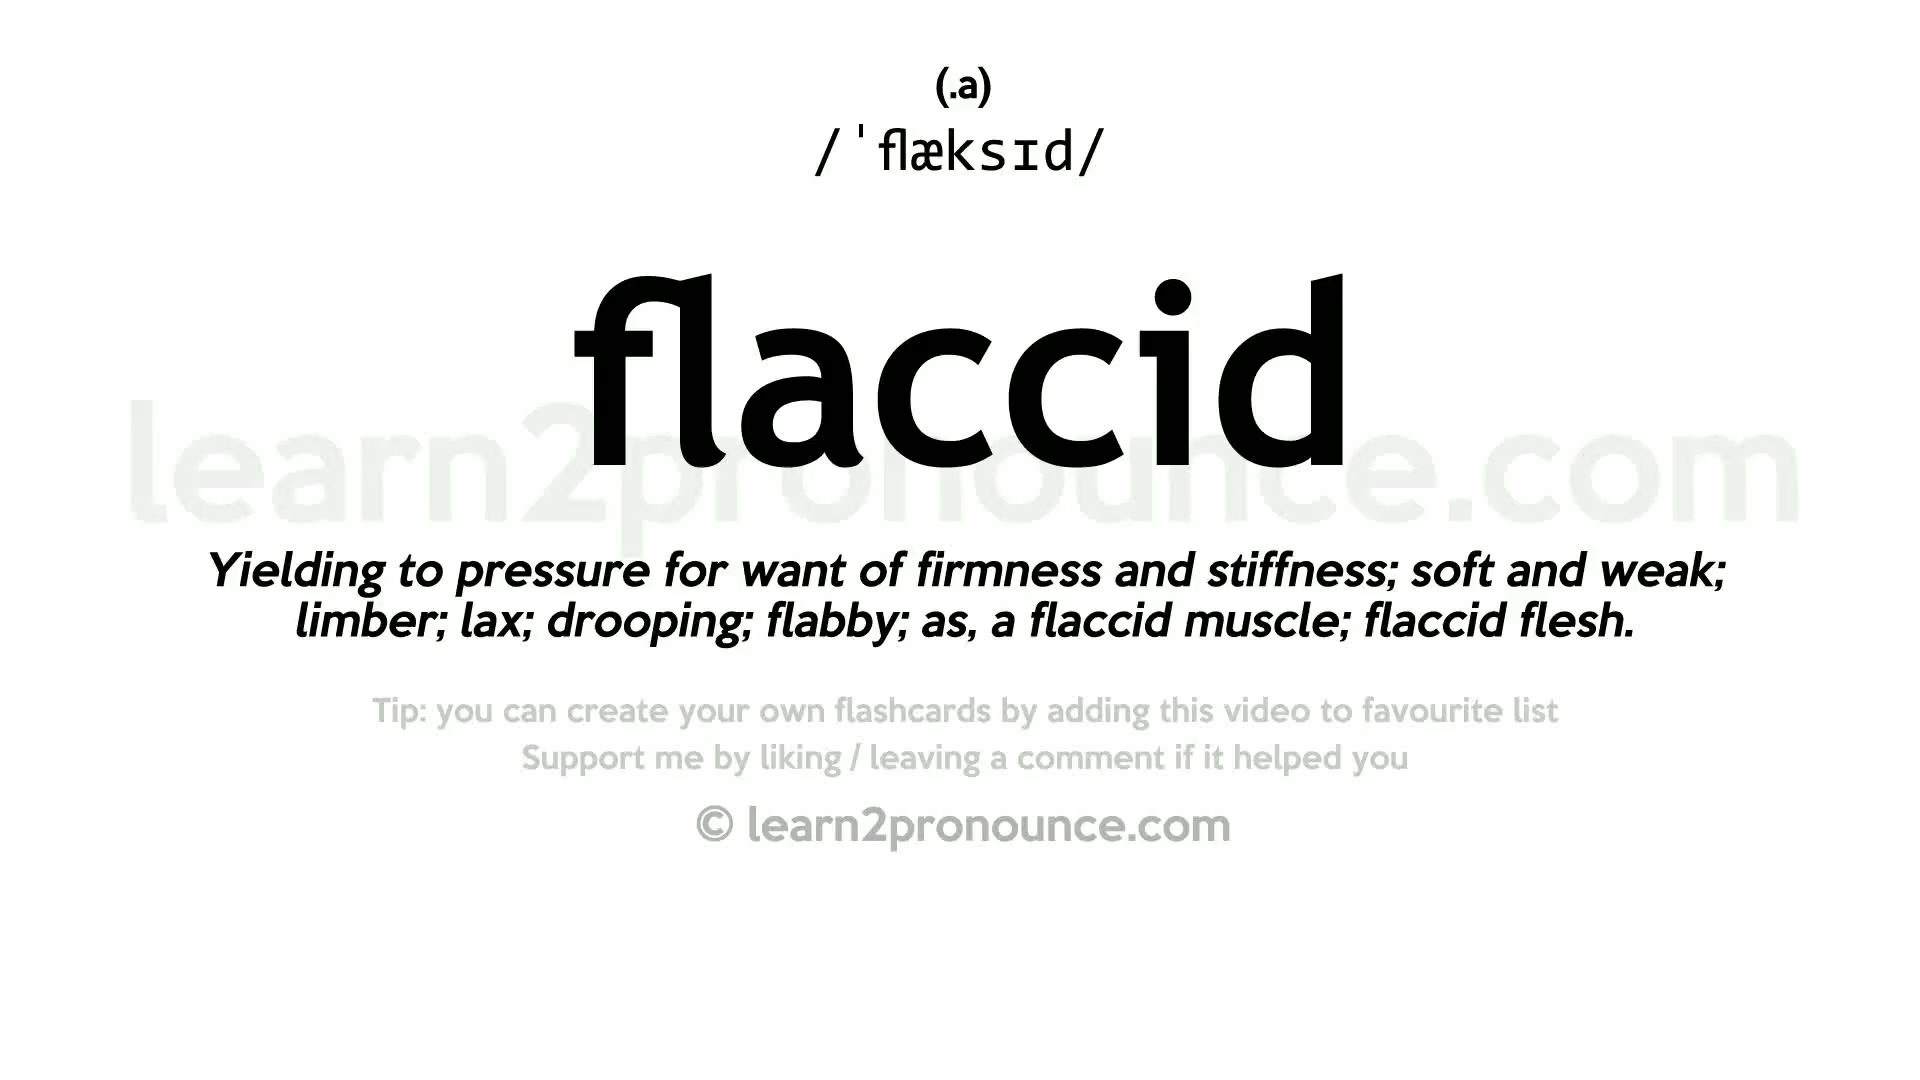 (.a)
/ˈflæksɪd/
flaccid
learn2pronounce.com
Yielding to pressure for want of firmness and stiffness; soft and weak;
limber; lax; drooping; flabby; as, a flaccid muscle; flaccid flesh.
Tip: you can create your own flashcards by adding this video to favourite list
Support me by liking / leaving a comment if it helped you
© learn2pronounce.com